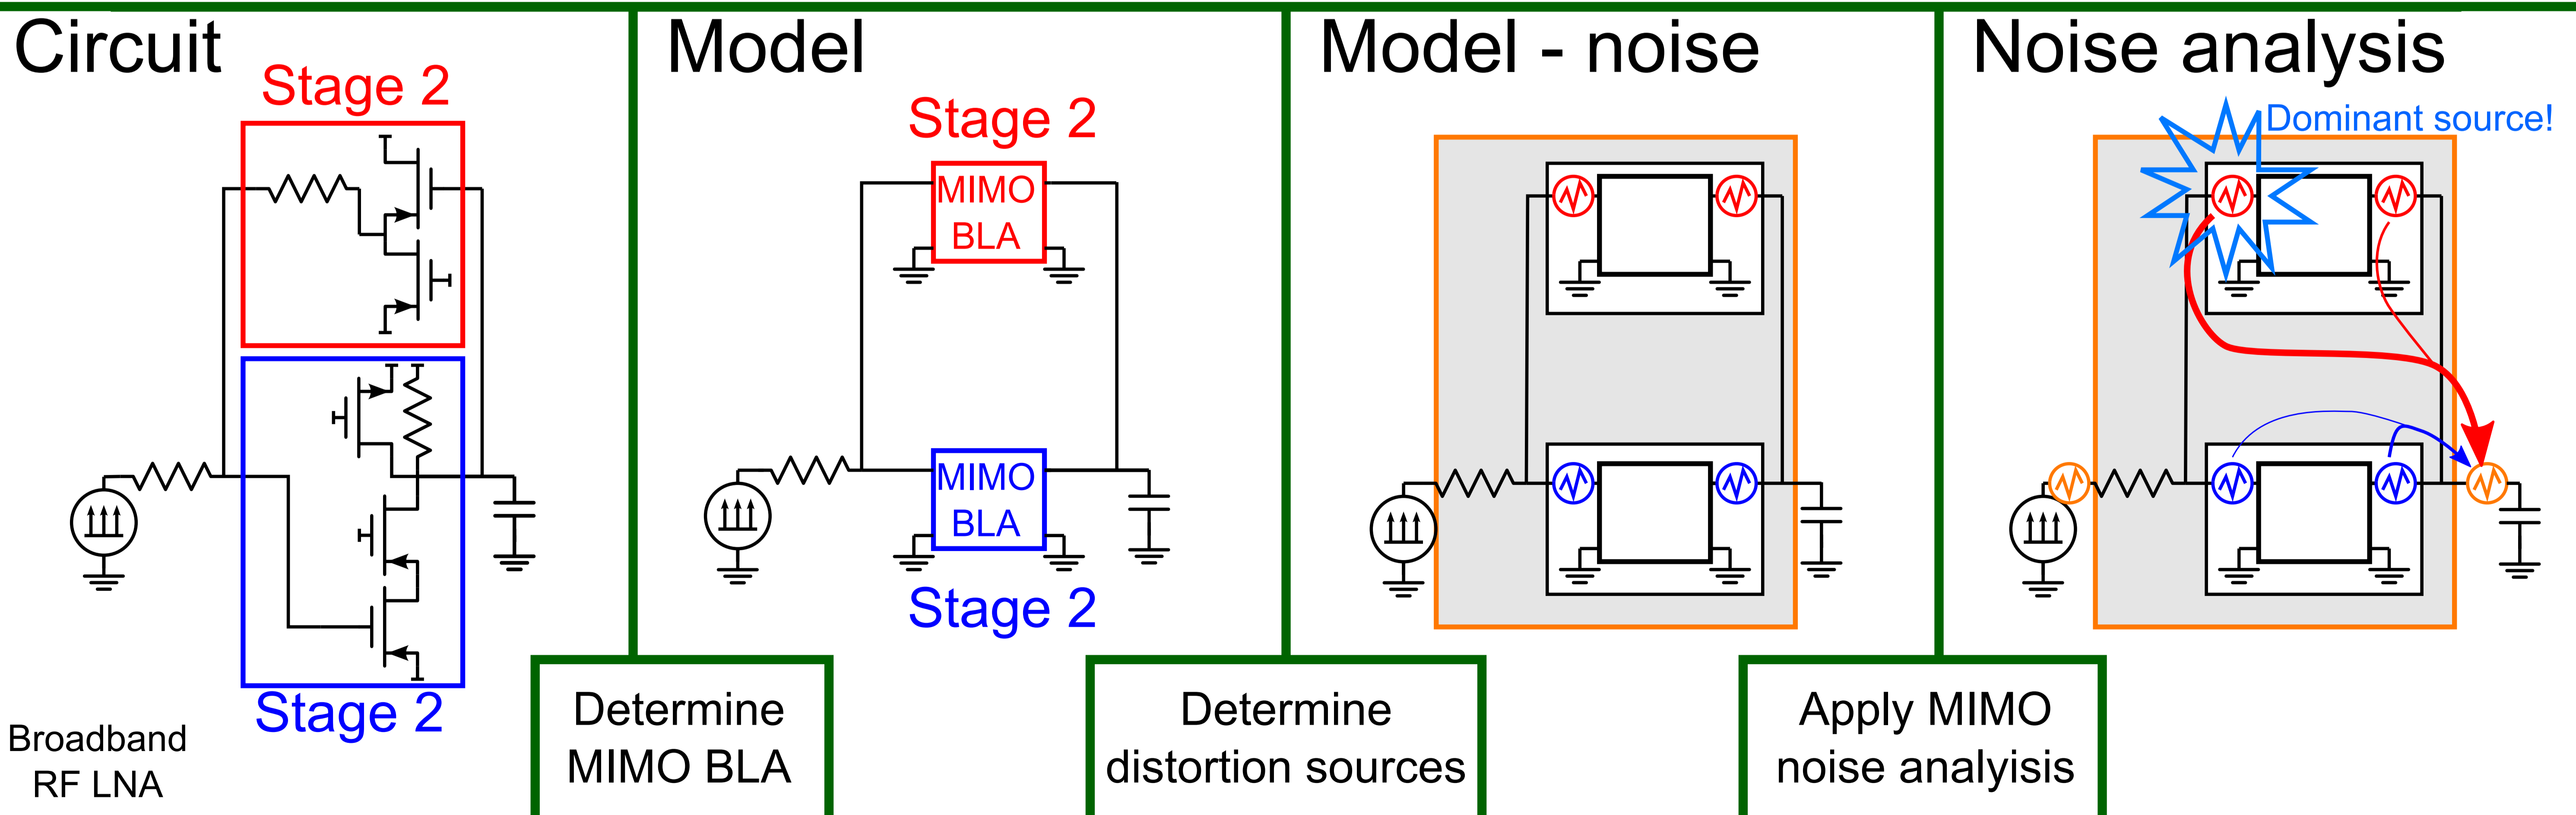 Circuit
Stage 2
Stage 2
Broadband
RF LNA
Determine
MIMO BLA
Model
Stage 2
MIMO
BLA
MIMO
BLA
Stage 2
Determine
distortion sources
Model - noise
Apply MIMO
noise analyisis
Noise analysis
Dominant source!